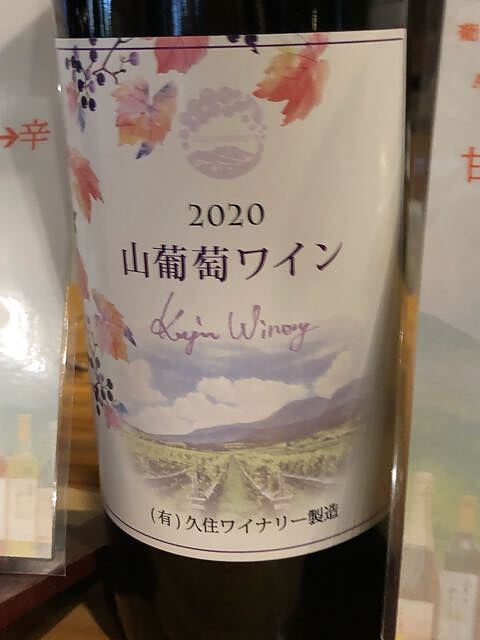 2020
山葡萄ワイン
Kuju Winery
(有)久住ワイナリー製造
→辛
甘